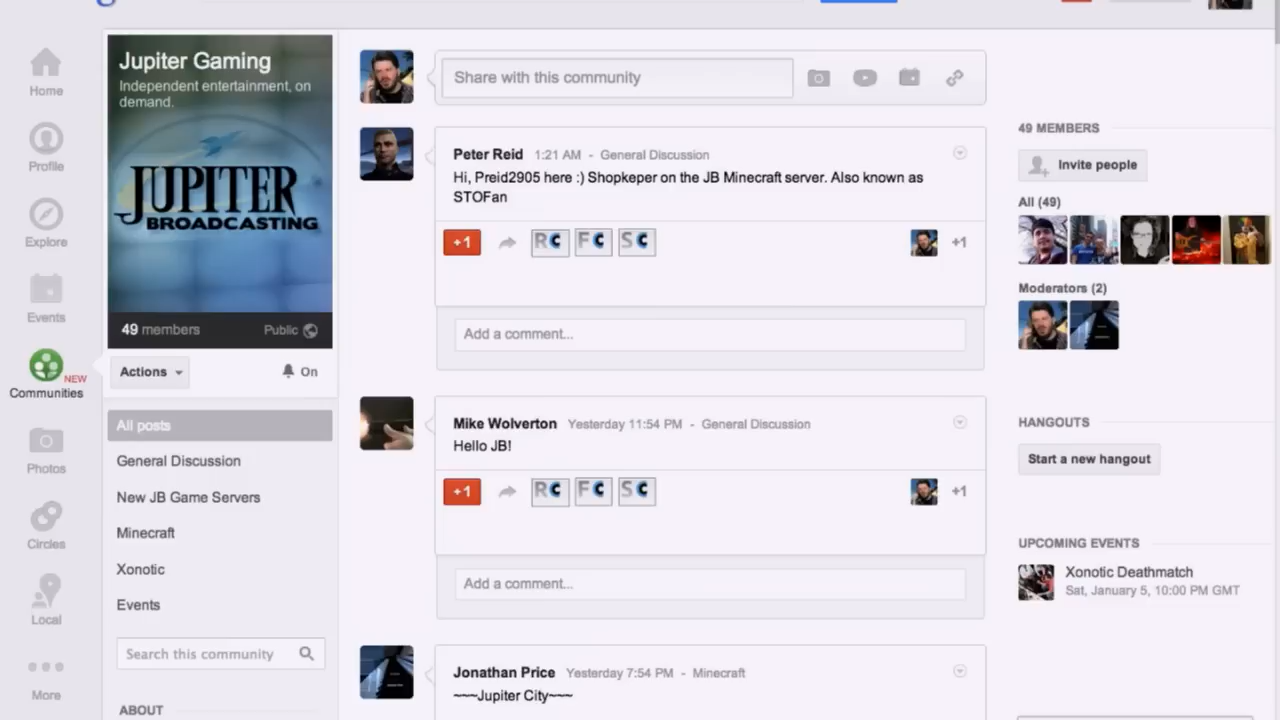 Home
Profile
Explore
Events
NEW
Communities
Photos
Circles
Local
More
Jupiter Gaming
Independent entertainment, on
demand.
JUPITER
BROADCASTING
49 members Public
Actions On
All posts
General Discussion
New JB Game Servers
Minecraft
Xonotic
Events
Search this community
ABOUT
Share with this community
Peter Reid 1:21 AM - General Discussion
Hi, Preid2905 here :) Shopkeper on the JB Minecraft server. Also known as
STOFan
+1 RC FC SC +1
Add a comment...
Mike Wolverton Yesterday 11:54 PM - General Discussion
Hello JB!
+1 RC FC SC +1
Add a comment...
Jonathan Price Yesterday 7:54 PM - Minecraft
~~~Jupiter City~~~
49 MEMBERS
Invite people
All (49)
Moderators (2)
HANGOUTS
Start a new hangout
UPCOMING EVENTS
Xonotic Deathmatch
Sat, January 5, 10:00 PM GMT